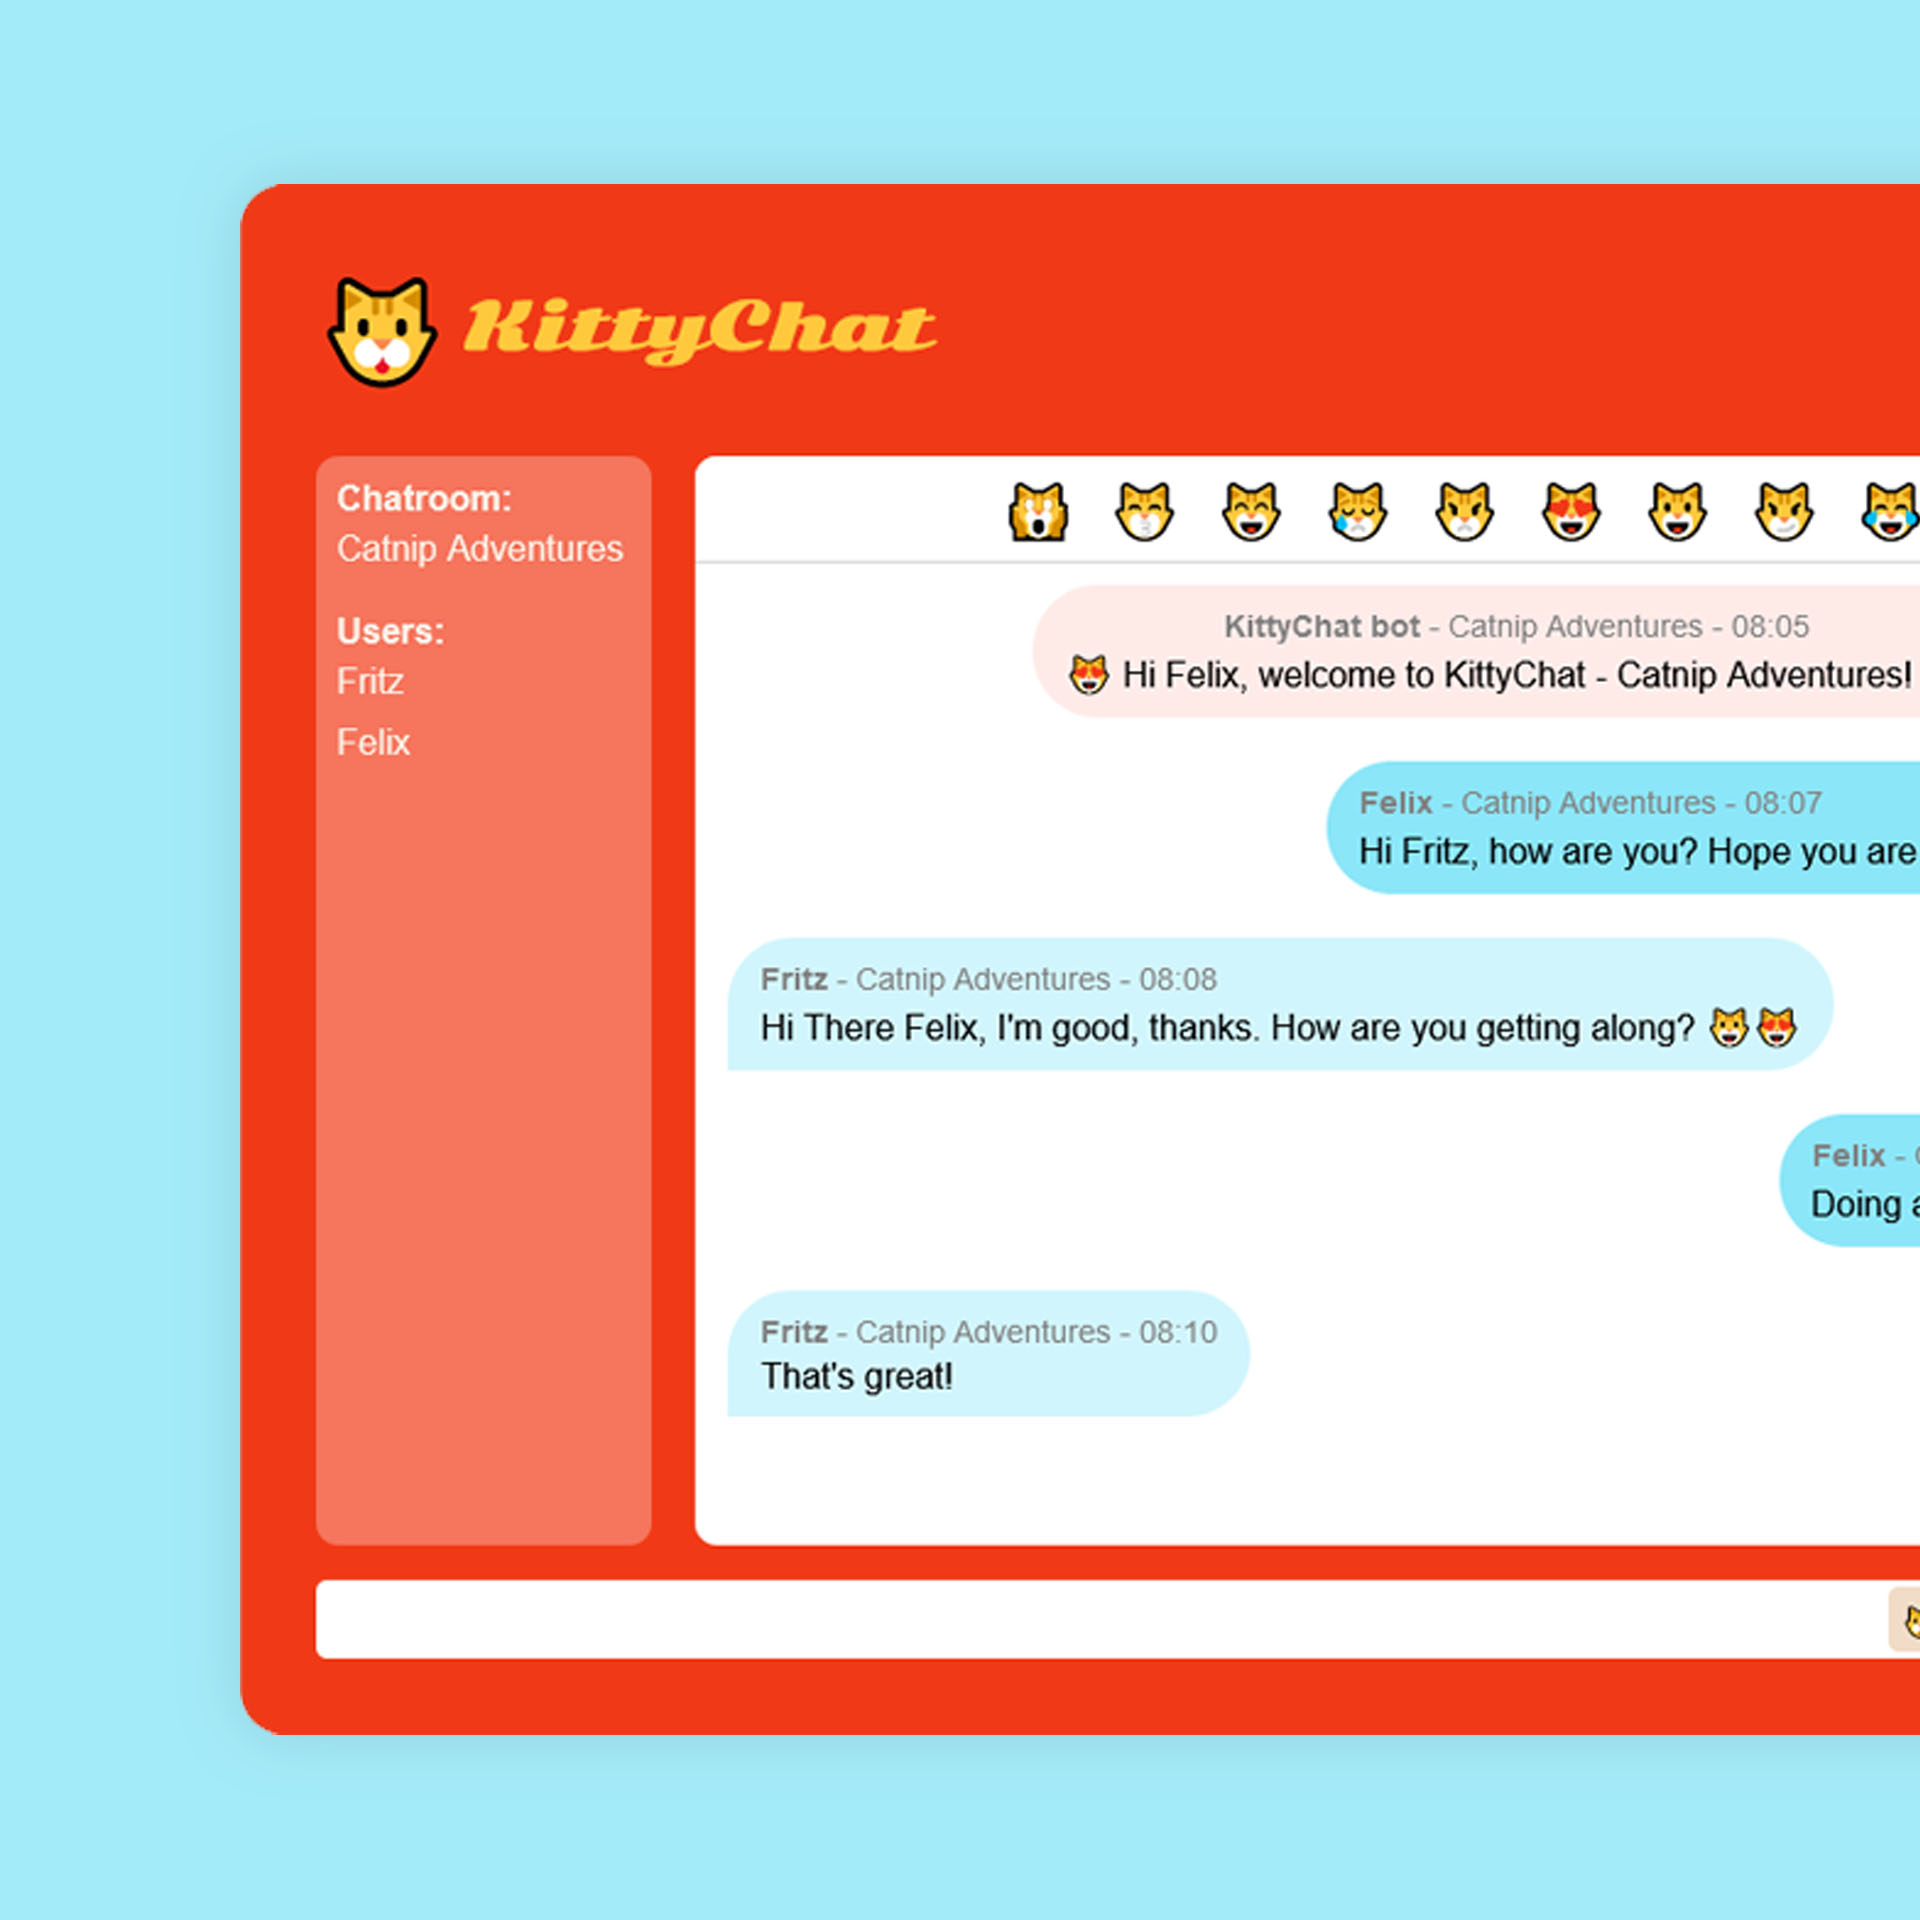 KittyChat
Chatroom:
Catnip Adventures
Users:
Fritz
Felix
KittyChat bot - Catnip Adventures - 08:05
Hi Felix, welcome to KittyChat - Catnip Adventures!
Felix - Catnip Adventures - 08:07
Hi Fritz, how are you? Hope you are
Fritz - Catnip Adventures - 08:08
Hi There Felix, I'm good, thanks. How are you getting along?
Felix -
Doing
Fritz - Catnip Adventures - 08:10
That's great!